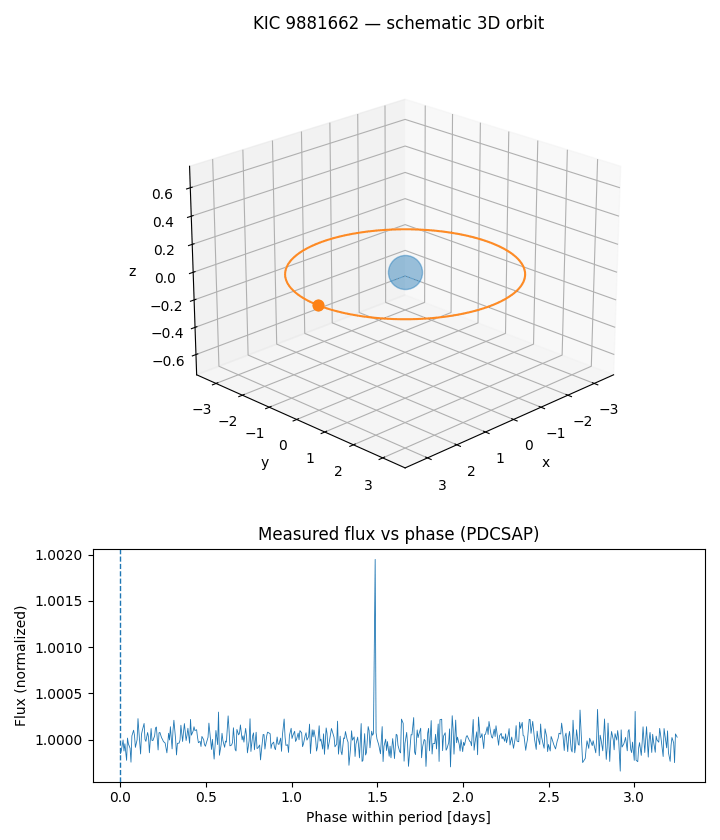 KIC 9881662 — schematic 3D orbit
0.6
0.4
0.2
z
0.0
−0.2
−0.4
−0.6
−3 −2 −1 0 1 2 3
y
3 2 1 0 −1 −2 −3
x
Measured flux vs phase (PDCSAP)
1.0020
1.0015
1.0010
1.0005
1.0000
Flux (normalized)
0.0 0.5 1.0 1.5 2.0 2.5 3.0
Phase within period [days]